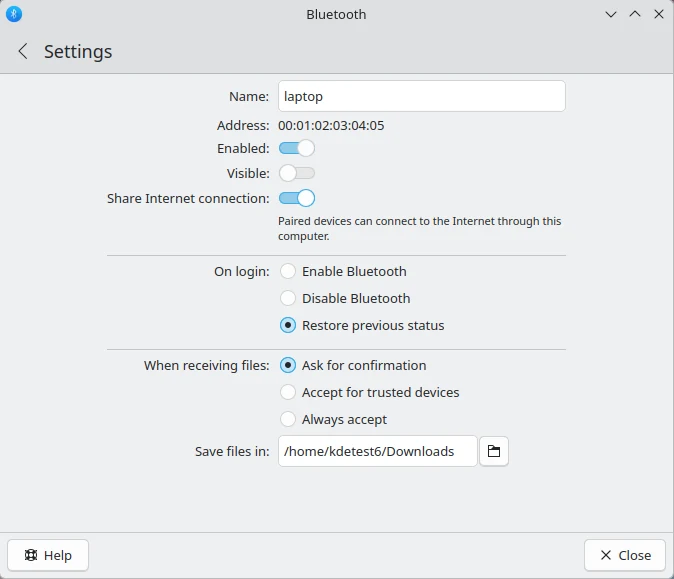 Bluetooth
Settings
Name: laptop
Address: 00:01:02:03:04:05
Enabled:
Visible:
Share Internet connection:
Paired devices can connect to the Internet through this
computer.
On login: Enable Bluetooth
Disable Bluetooth
Restore previous status
When receiving files: Ask for confirmation
Accept for trusted devices
Always accept
Save files in: /home/kdetest6/Downloads
Help Close